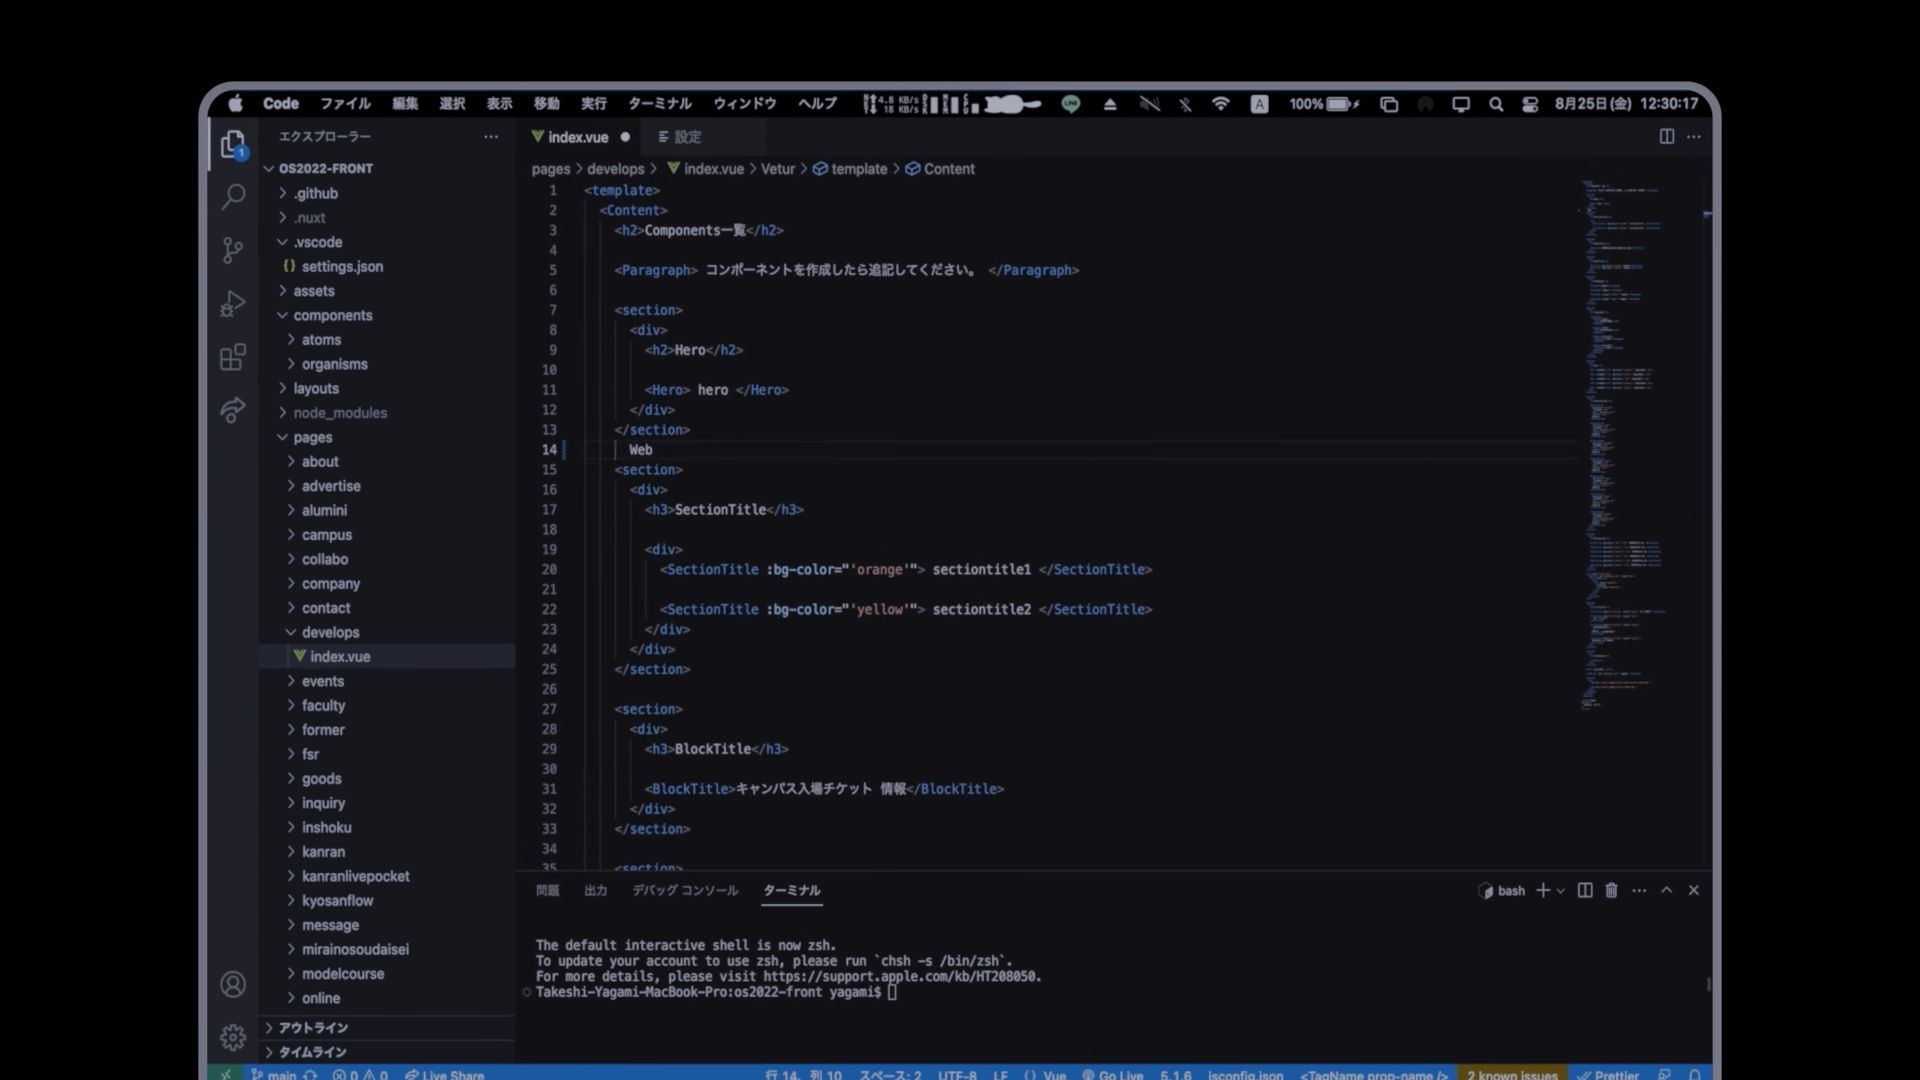 Code ファイル 編集 選択 表示 移動 実行 ターミナル ウィンドウ ヘルプ 4.8 KB/s 18 KB/s LINE A 100% 8月25日(金) 12:30:17
エクスプローラー
1
OS2022-FRONT
.github
.nuxt
.vscode
{} settings.json
assets
components
atoms
organisms
layouts
node_modules
pages
about
advertise
alumini
campus
collabo
company
contact
develops
index.vue
events
faculty
former
fsr
goods
inquiry
inshoku
kanran
kanranlivepocket
kyosanflow
message
mirainosoudaisei
modelcourse
online
アウトライン
タイムライン
index.vue ● 設定
pages > develops > index.vue > Vetur > template > Content
1 <template>
2 <Content>
3 <h2>Components一覧</h2>
4
5 <Paragraph> コンポーネントを作成したら追記してください。 </Paragraph>
6
7 <section>
8 <div>
9 <h2>Hero</h2>
10
11 <Hero> hero </Hero>
12 </div>
13 </section>
14 Web
15 <section>
16 <div>
17 <h3>SectionTitle</h3>
18
19 <div>
20 <SectionTitle :bg-color="'orange'"> sectiontitle1 </SectionTitle>
21
22 <SectionTitle :bg-color="'yellow'"> sectiontitle2 </SectionTitle>
23 </div>
24 </div>
25 </section>
26
27 <section>
28 <div>
29 <h3>BlockTitle</h3>
30
31 <BlockTitle>キャンパス入場チケット 情報</BlockTitle>
32 </div>
33 </section>
34
35 <section>
問題 出力 デバッグ コンソール ターミナル bash
The default interactive shell is now zsh.
To update your account to use zsh, please run `chsh -s /bin/zsh`.
For more details, please visit https://support.apple.com/kb/HT208050.
Takeshi-Yagami-MacBook-Pro:os2022-front yagami$
main 0 0 Live Share 行 14、列 10 スペース: 2 UTF-8 LF {} Vue Go Live 5.1.6 jsconfig.json <TagName prop-name /> 2 known issues Prettier